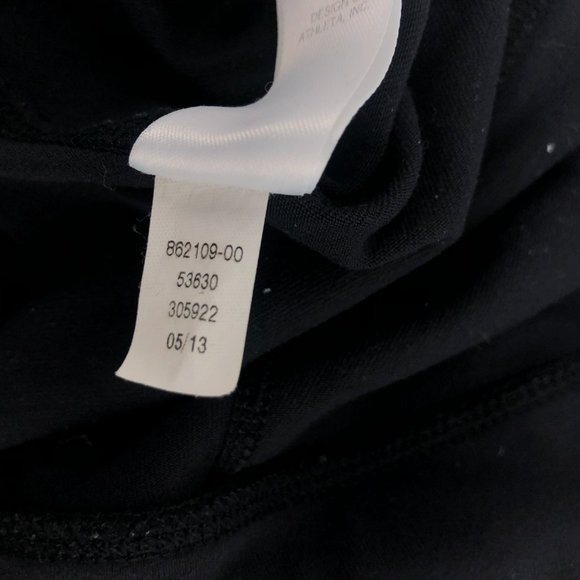 DESIGN
ATHLETA, INC.
862109-00
53630
305922
05/13